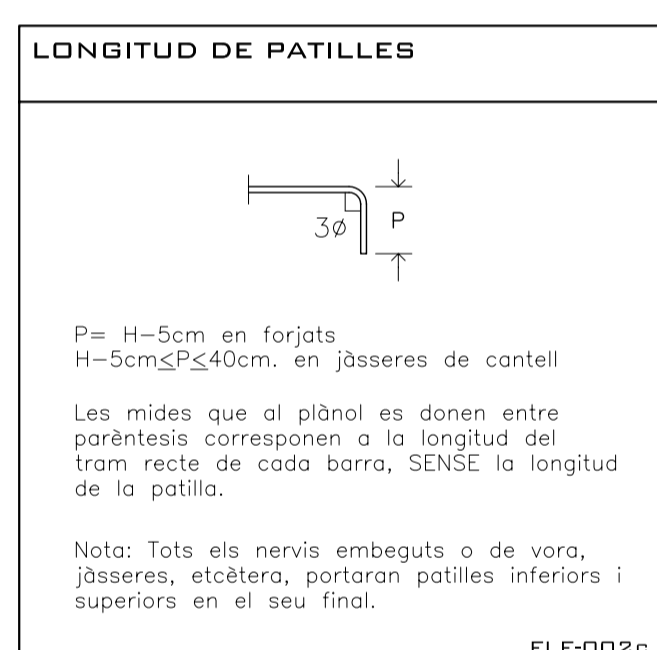 LONGITUD DE PATILLES
3ø
P
P= H-5cm en forjats
H-5cm≤P≤40cm. en jàsseres de cantell
Les mides que al plànol es donen entre
parèntesis corresponen a la longitud del
tram recte de cada barra, SENSE la longitud
de la patilla.
Nota: Tots els nervis embeguts o de vora,
jàsseres, etcètera, portaran patilles inferiors i
superiors en el seu final.